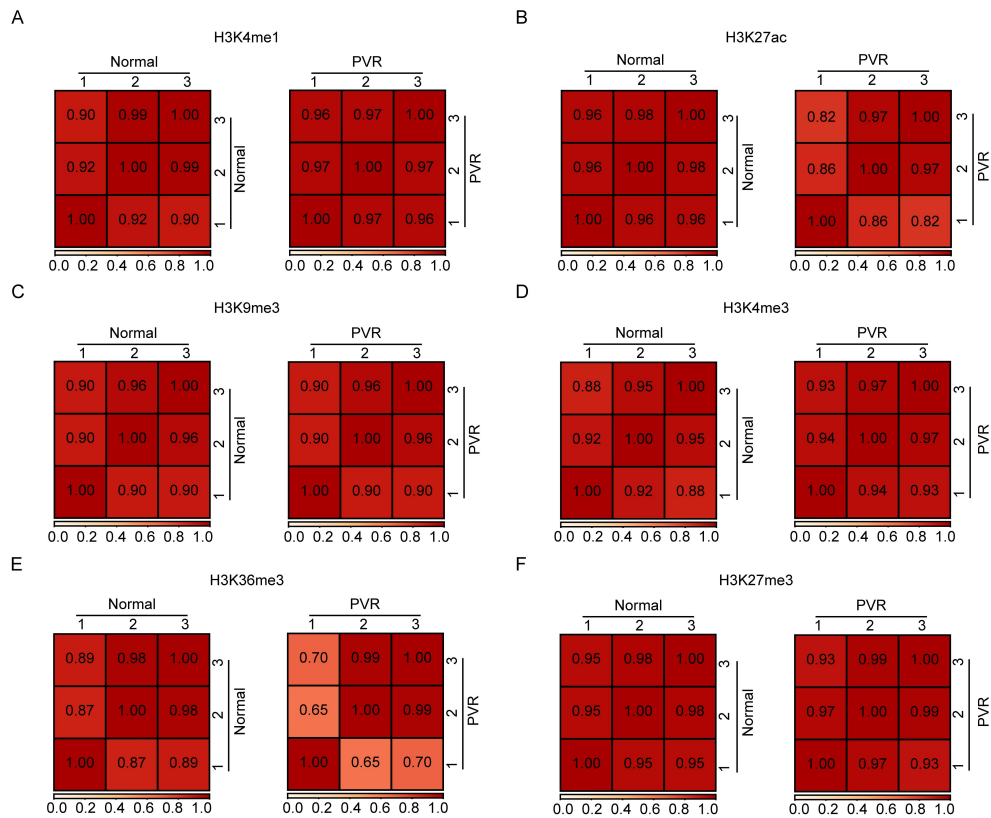 A
H3K4me1
Normal
1 2 3
0.90 0.99 1.00 3
0.92 1.00 0.99 2
1.00 0.92 0.90 1
Normal
0.0 0.2 0.4 0.6 0.8 1.0
PVR
1 2 3
0.96 0.97 1.00 3
0.97 1.00 0.97 2
1.00 0.97 0.96 1
PVR
0.0 0.2 0.4 0.6 0.8 1.0
B
H3K27ac
Normal
1 2 3
0.96 0.98 1.00 3
0.96 1.00 0.98 2
1.00 0.96 0.96 1
Normal
0.0 0.2 0.4 0.6 0.8 1.0
PVR
1 2 3
0.82 0.97 1.00 3
0.86 1.00 0.97 2
1.00 0.86 0.82 1
PVR
0.0 0.2 0.4 0.6 0.8 1.0
C
H3K9me3
Normal
1 2 3
0.90 0.96 1.00 3
0.90 1.00 0.96 2
1.00 0.90 0.90 1
Normal
0.0 0.2 0.4 0.6 0.8 1.0
PVR
1 2 3
0.90 0.96 1.00 3
0.90 1.00 0.96 2
1.00 0.90 0.90 1
PVR
0.0 0.2 0.4 0.6 0.8 1.0
D
H3K4me3
Normal
1 2 3
0.88 0.95 1.00 3
0.92 1.00 0.95 2
1.00 0.92 0.88 1
Normal
0.0 0.2 0.4 0.6 0.8 1.0
PVR
1 2 3
0.93 0.97 1.00 3
0.94 1.00 0.97 2
1.00 0.94 0.93 1
PVR
0.0 0.2 0.4 0.6 0.8 1.0
E
H3K36me3
Normal
1 2 3
0.89 0.98 1.00 3
0.87 1.00 0.98 2
1.00 0.87 0.89 1
Normal
0.0 0.2 0.4 0.6 0.8 1.0
PVR
1 2 3
0.70 0.99 1.00 3
0.65 1.00 0.99 2
1.00 0.65 0.70 1
PVR
0.0 0.2 0.4 0.6 0.8 1.0
F
H3K27me3
Normal
1 2 3
0.95 0.98 1.00 3
0.95 1.00 0.98 2
1.00 0.95 0.95 1
Normal
0.0 0.2 0.4 0.6 0.8 1.0
PVR
1 2 3
0.93 0.99 1.00 3
0.97 1.00 0.99 2
1.00 0.97 0.93 1
PVR
0.0 0.2 0.4 0.6 0.8 1.0